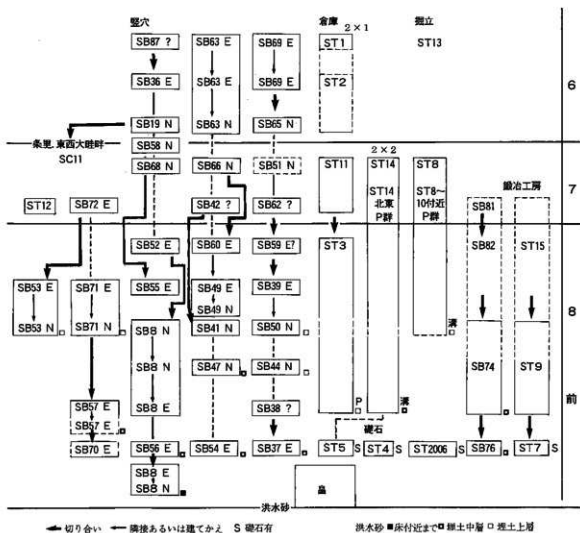 竪穴 倉庫 2×1 掘立
SB87 ? SB63 E SB69 E ST1 ST13
SB36 E SB63 E SB69 E ST2 6
SB19 N SB63 N SB65 N
条里、東西大畦畔 SB58 N 2×2
SC11 SB68 N SB66 N SB51 N ST11 ST14 ST8 鍛冶工房
ST12 SB72 E SB42 ? SB62 ? ST14 北東 P群 ST8〜10付近 P群 SB81 7
SB52 E SB60 E SB59 E? ST3 SB82 ST15
SB53 E SB71 E SB55 E SB49 E SB39 E 8
SB49 N
SB53 N SB71 N SB8 N SB41 N SB50 N 溝
SB8 N SB47 N SB44 N SB74 ST9 前
SB57 E SB8 E SB38 ? P 溝
SB57 E 礎石
SB70 E SB56 E SB54 E SB37 E ST5 S ST4 S ST2006 S SB76 ST7 S
SB8 E 畠
SB8 N
洪水砂
切り合い 隣接あるいは建てかえ S 礎石有 洪水砂 ■床付近まで 埋土中層 □ 埋土上層